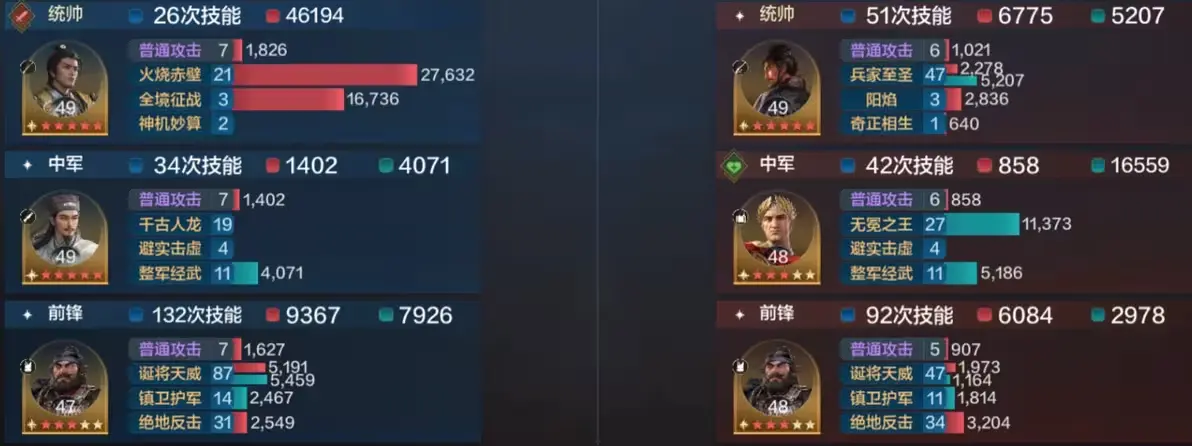 统帅 26次技能 46194
普通攻击 7 1,826
火烧赤壁 21 27,632
全境征战 3 16,736
神机妙算 2
49
中军 34次技能 1402 4071
普通攻击 7 1,402
千古人龙 19
避实击虚 4
整军经武 11 4,071
49
前锋 132次技能 9367 7926
普通攻击 7 1,627
诞将天威 87 5,191 5,459
镇卫护军 14 2,467
绝地反击 31 2,549
47
统帅 51次技能 6775 5207
普通攻击 6 1,021
兵家至圣 47 2,278 5,207
阳焰 3 2,836
奇正相生 1 640
49
中军 42次技能 858 16559
普通攻击 6 858
无冕之王 27 11,373
避实击虚 4
整军经武 11 5,186
48
前锋 92次技能 6084 2978
普通攻击 5 907
诞将天威 47 1,973 1,164
镇卫护军 11 1,814
绝地反击 34 3,204
48